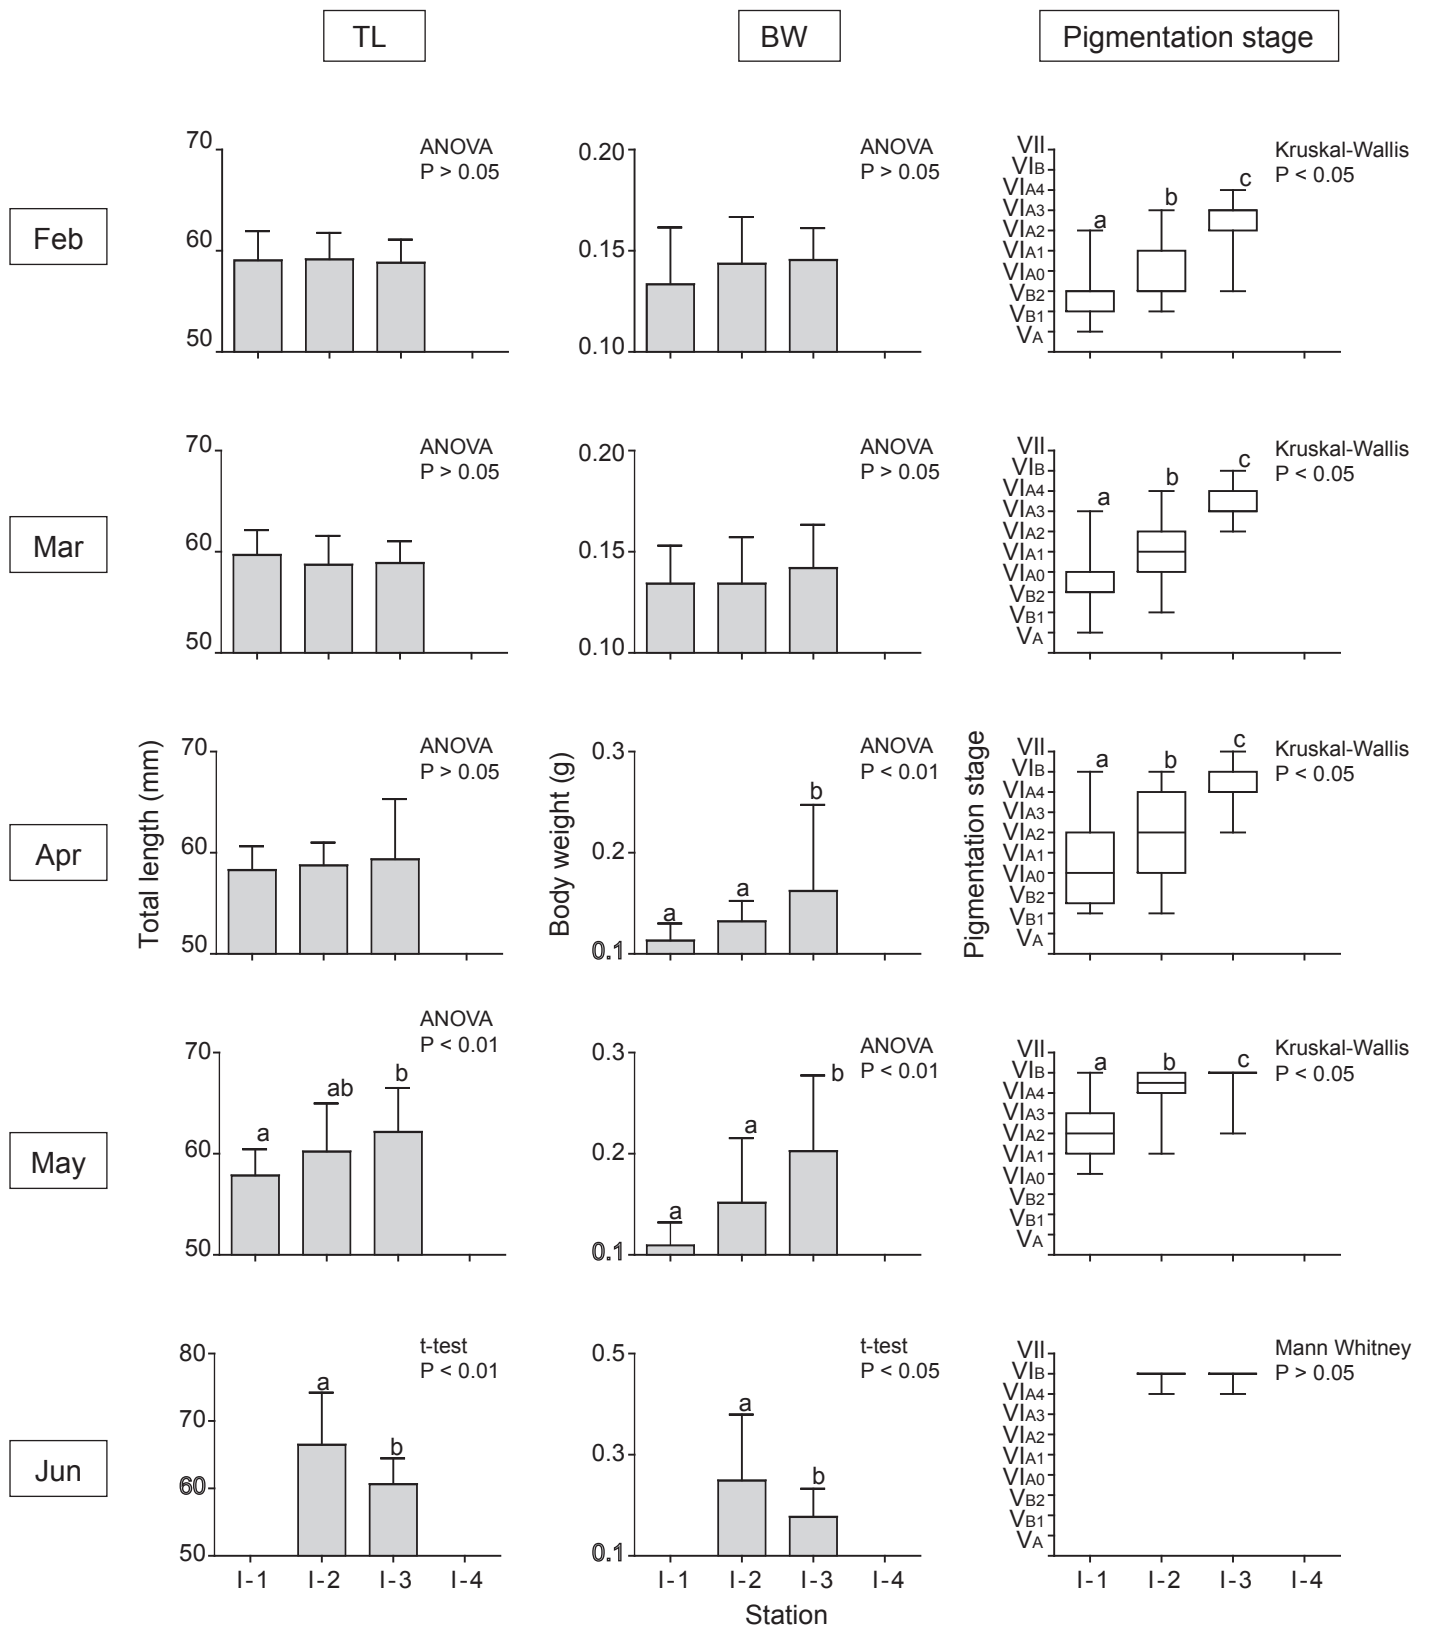 TL BW Pigmentation stage
Feb
70
60
50
ANOVA
P > 0.05
0.20
0.15
0.10
ANOVA
P > 0.05
VII
VIB
VIA4
VIA3
VIA2
VIA1
VIA0
VB2
VB1
VA
a b c
Kruskal-Wallis
P < 0.05
Mar
70
60
50
ANOVA
P > 0.05
0.20
0.15
0.10
ANOVA
P > 0.05
VII
VIB
VIA4
VIA3
VIA2
VIA1
VIA0
VB2
VB1
VA
a b c
Kruskal-Wallis
P < 0.05
Apr
Total length (mm)
70
60
50
ANOVA
P > 0.05
Body weight (g)
0.3
0.2
0.1
a a b
ANOVA
P < 0.01
Pigmentation stage
VII
VIB
VIA4
VIA3
VIA2
VIA1
VIA0
VB2
VB1
VA
a b c
Kruskal-Wallis
P < 0.05
May
70
60
50
a ab b
ANOVA
P < 0.01
0.3
0.2
0.1
a a b
ANOVA
P < 0.01
VII
VIB
VIA4
VIA3
VIA2
VIA1
VIA0
VB2
VB1
VA
a b c
Kruskal-Wallis
P < 0.05
Jun
80
70
60
50
a b
t-test
P < 0.01
0.5
0.3
0.1
a b
t-test
P < 0.05
VII
VIB
VIA4
VIA3
VIA2
VIA1
VIA0
VB2
VB1
VA
Mann Whitney
P > 0.05
I-1 I-2 I-3 I-4 I-1 I-2 I-3 I-4 I-1 I-2 I-3 I-4
Station